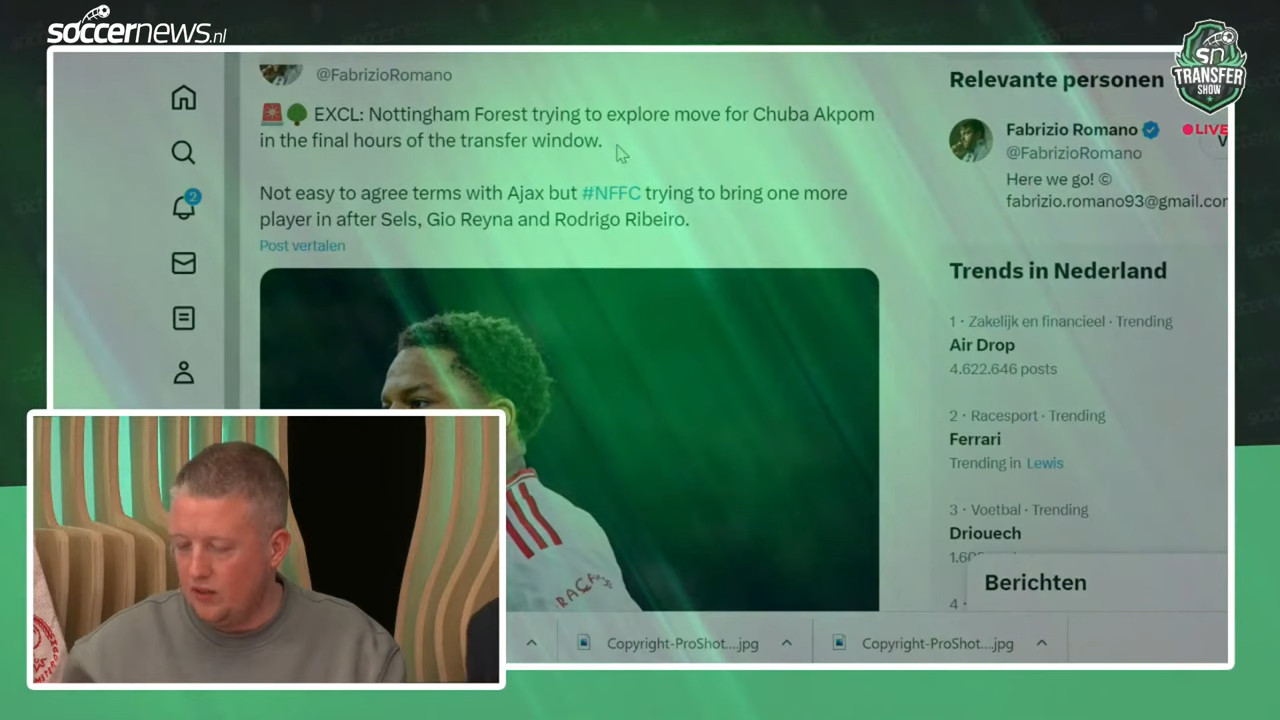 soccernews.nl
sn
TRANSFER
SHOW
LIVE
@FabrizioRomano
🚨🌳 EXCL: Nottingham Forest trying to explore move for Chuba Akpom
in the final hours of the transfer window.
Not easy to agree terms with Ajax but #NFFC trying to bring one more
player in after Sels, Gio Reyna and Rodrigo Ribeiro.
Post vertalen
2
Relevante personen
Fabrizio Romano
@FabrizioRomano
Here we go! ©
fabrizio.romano93@gmail.cor
Trends in Nederland
1 · Zakelijk en financieel · Trending
Air Drop
4.622.646 posts
2 · Racesport · Trending
Ferrari
Trending in Lewis
3 · Voetbal · Trending
Driouech
4 ·
Berichten
Copyright-ProShot....jpg
Copyright-ProShot....jpg